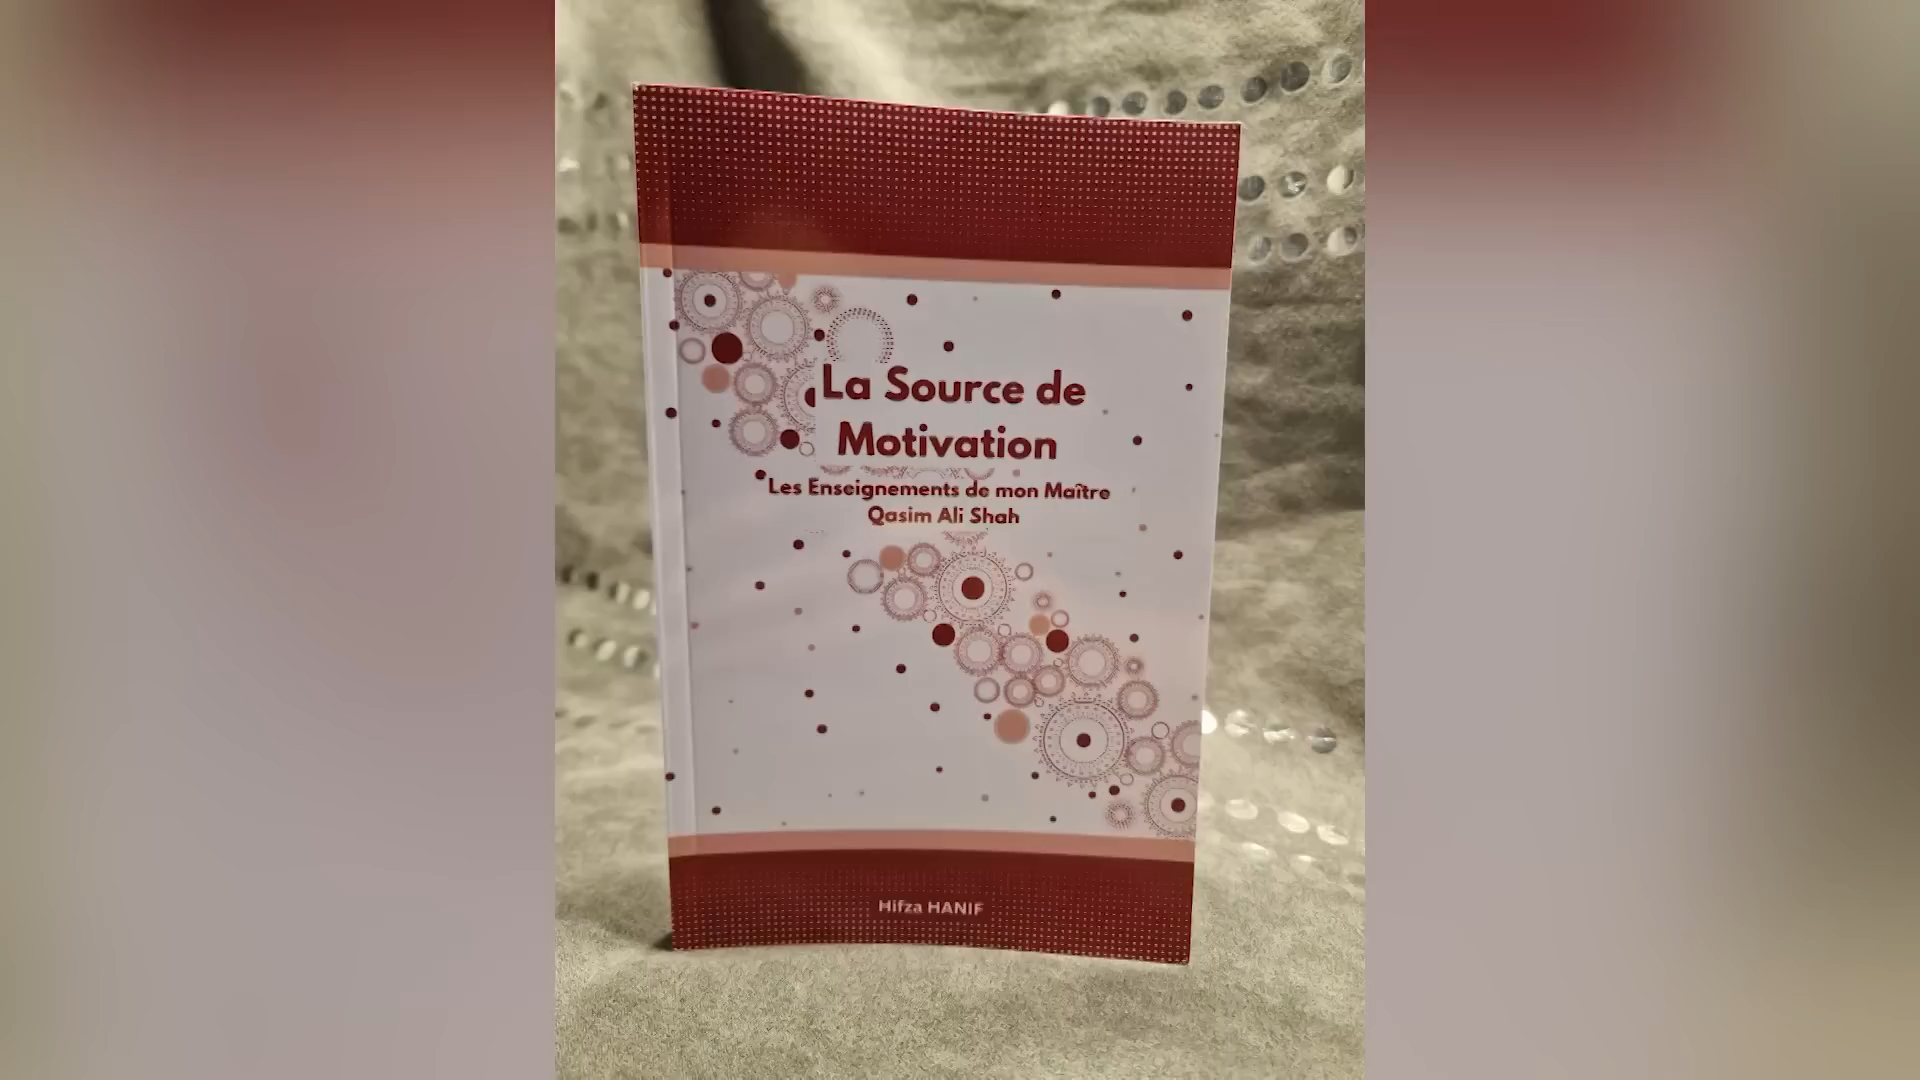 La Source de
Motivation
Les Enseignements de mon Maître
Qasim Ali Shah
Hifza HANIF